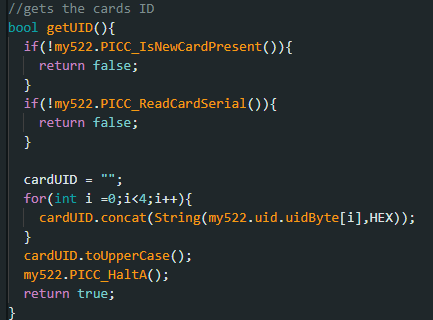 //gets the cards ID
bool getUID(){
  if(!my522.PICC_IsNewCardPresent()){
    return false;
  }
  if(!my522.PICC_ReadCardSerial()){
    return false;
  }

  cardUID = "";
  for(int i =0;i<4;i++){
    cardUID.concat(String(my522.uid.uidByte[i],HEX));
  }
  cardUID.toUpperCase();
  my522.PICC_HaltA();
  return true;
}